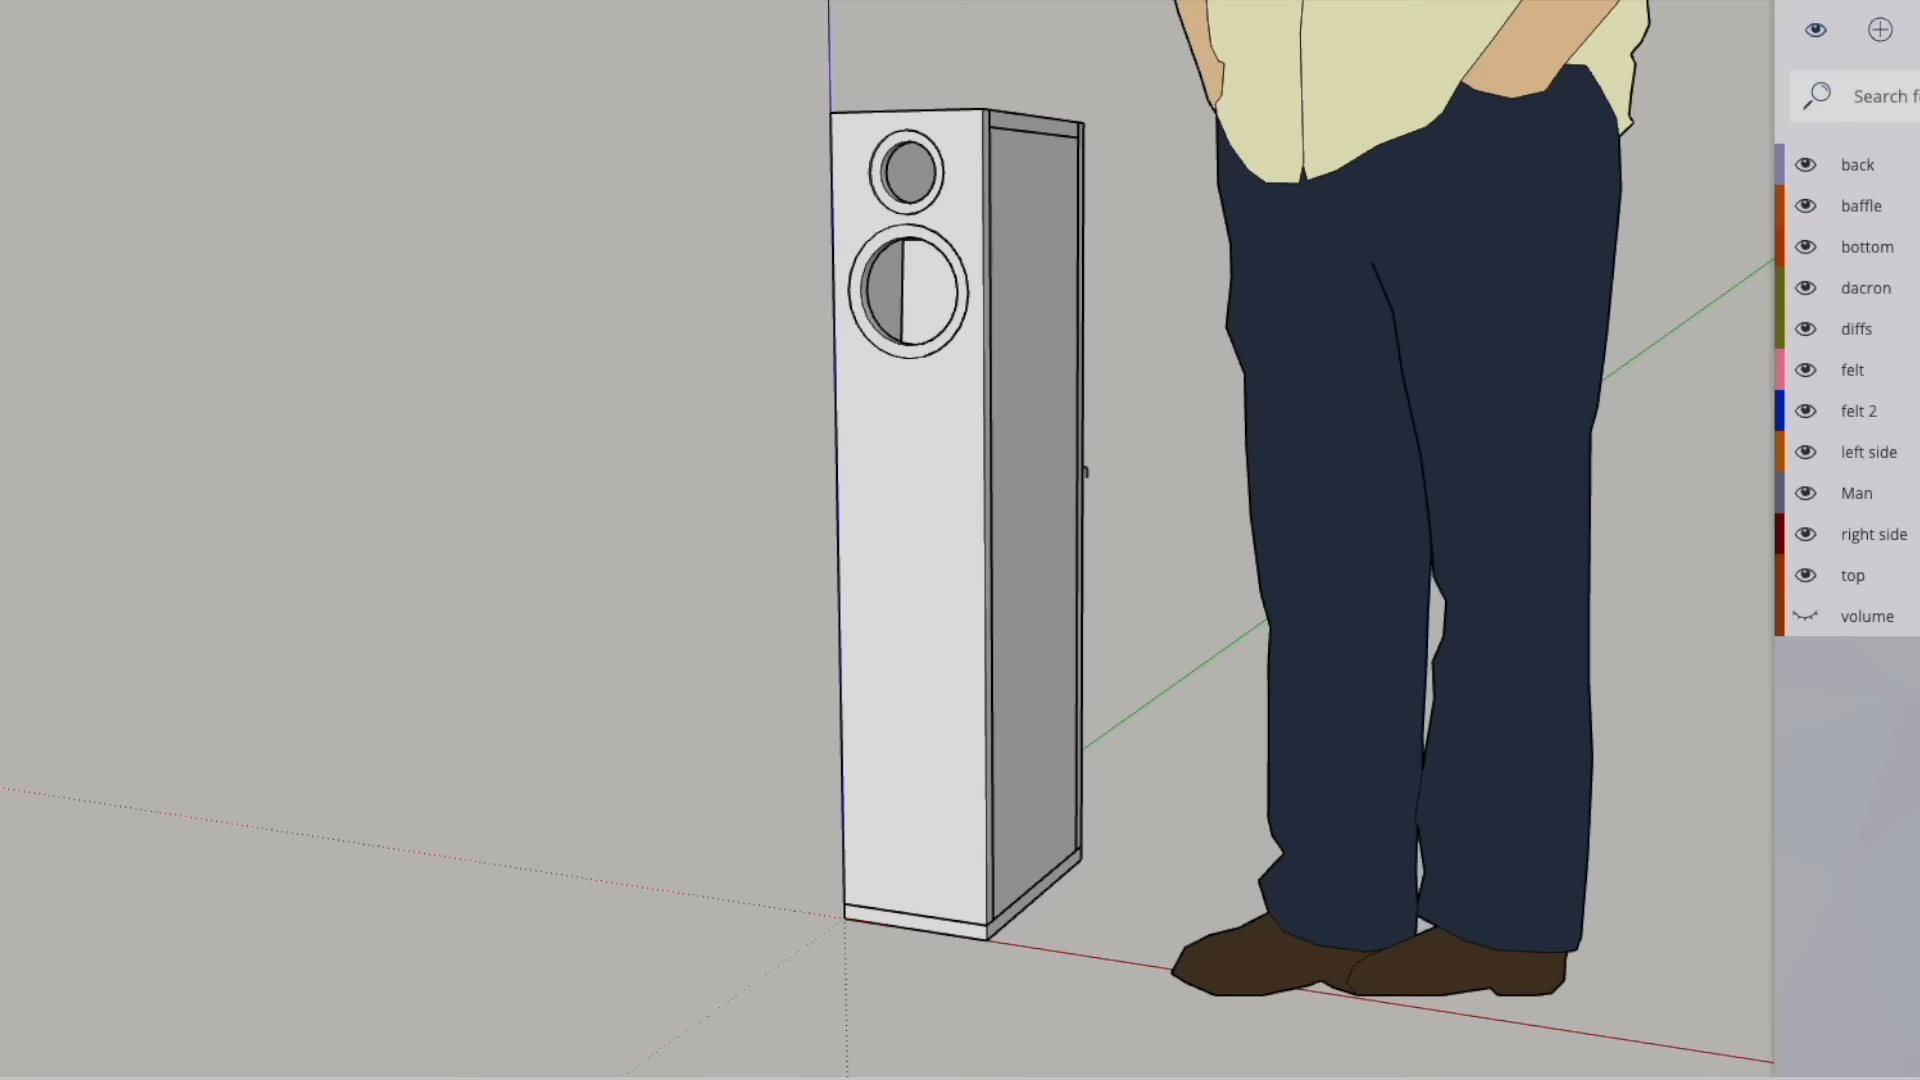 Search f
back
baffle
bottom
dacron
diffs
felt
felt 2
left side
Man
right side
top
volume